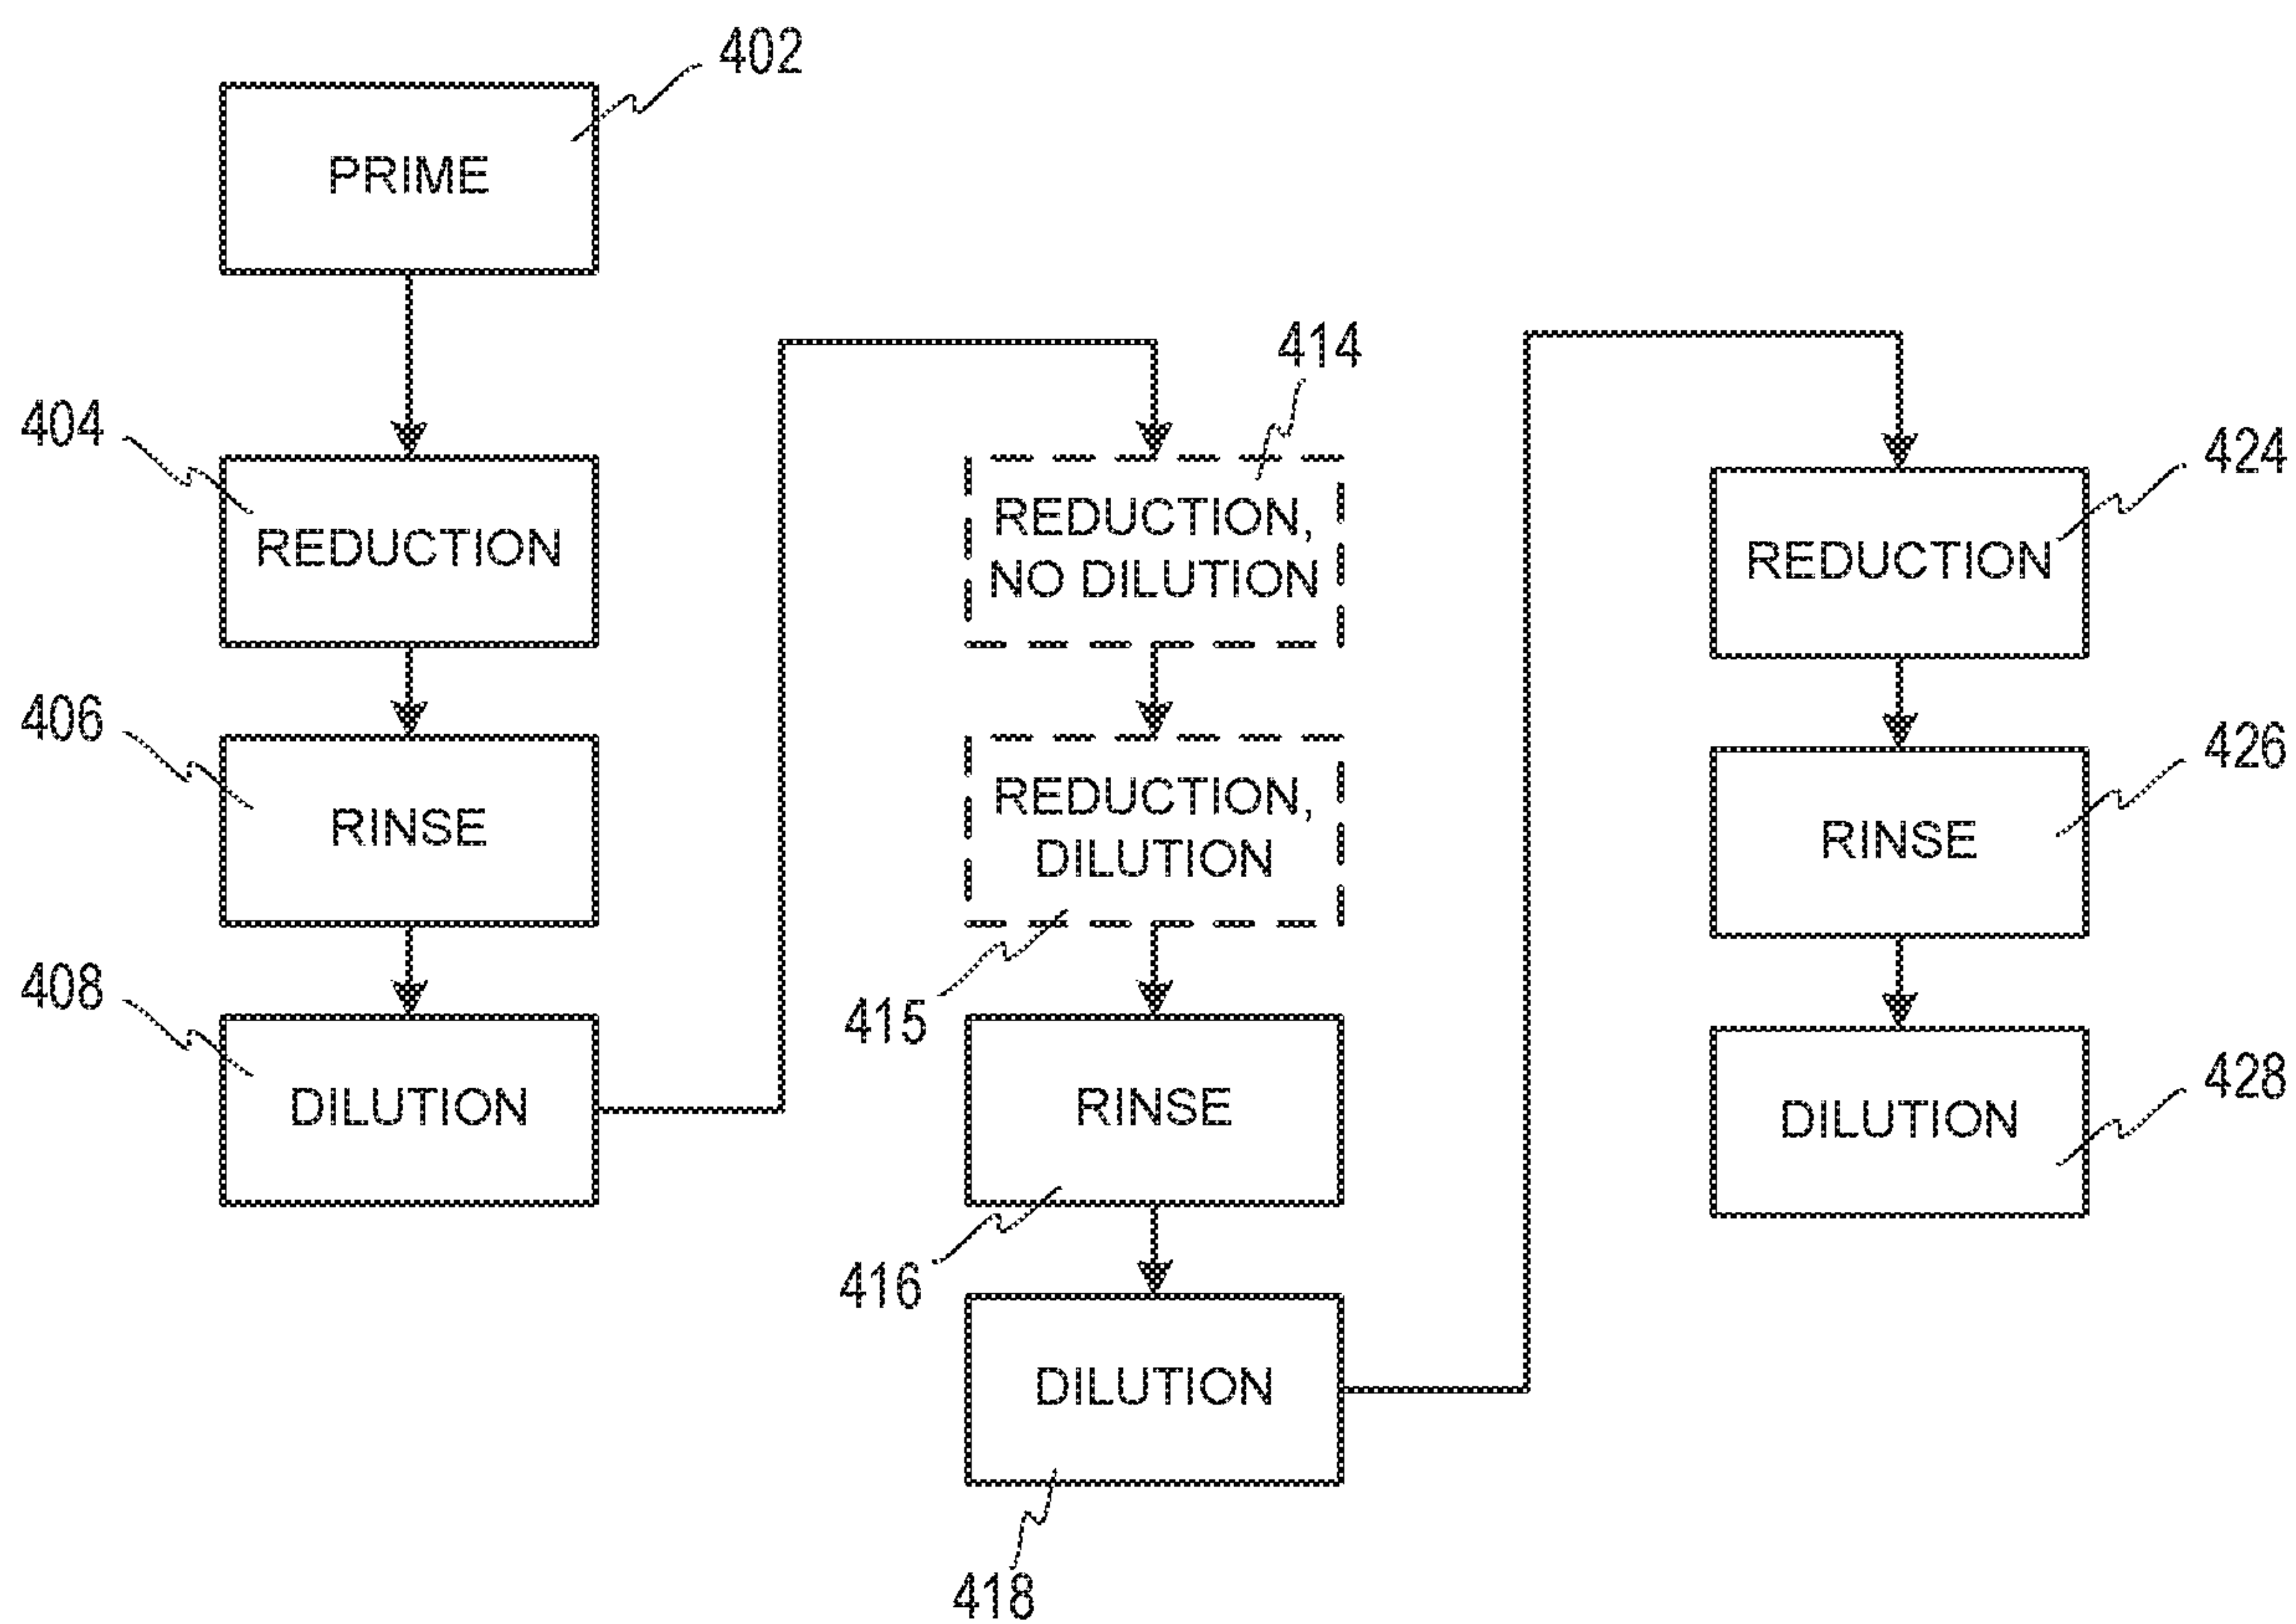 402
PRIME
404
REDUCTION
406
RINSE
408
DILUTION
414
REDUCTION,
NO DILUTION
REDUCTION,
DILUTION
415
RINSE
416
DILUTION
418
424
REDUCTION
426
RINSE
428
DILUTION